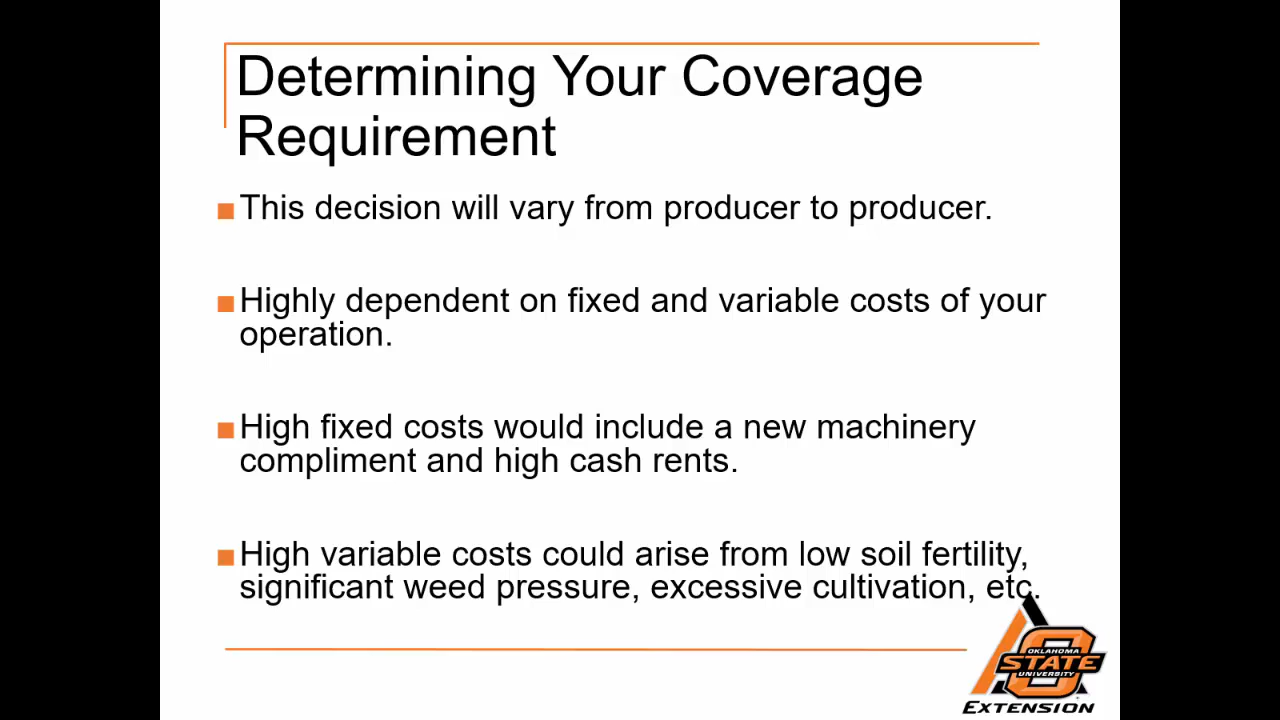 Determining Your Coverage
Requirement
This decision will vary from producer to producer.
Highly dependent on fixed and variable costs of your
operation.
High fixed costs would include a new machinery
compliment and high cash rents.
High variable costs could arise from low soil fertility,
significant weed pressure, excessive cultivation, etc.
OKLAHOMA
STATE
UNIVERSITY
EXTENSION